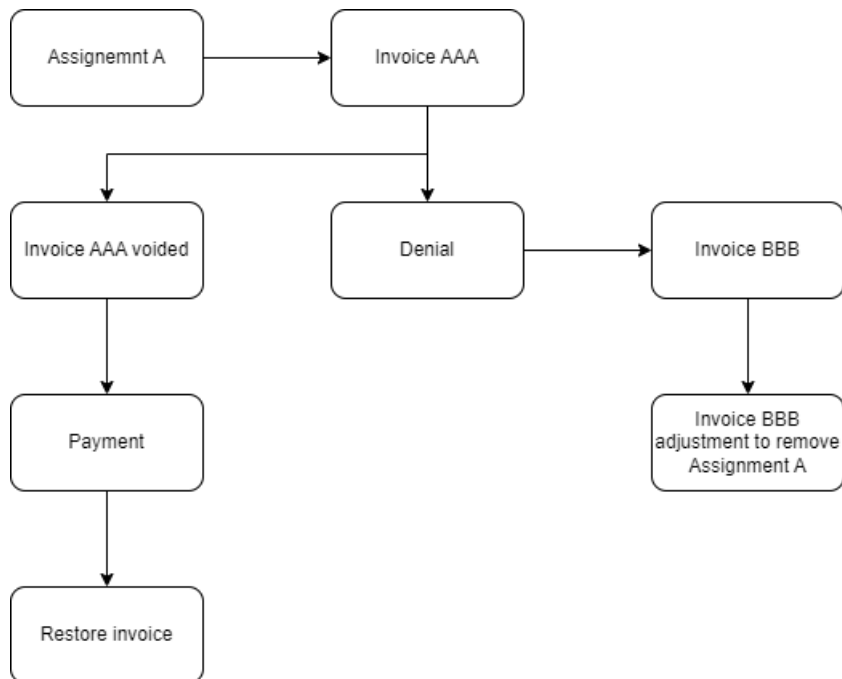 Assignemnt A
Invoice AAA
Invoice AAA voided
Denial
Invoice BBB
Payment
Invoice BBB
adjustment to remove
Assignment A
Restore invoice